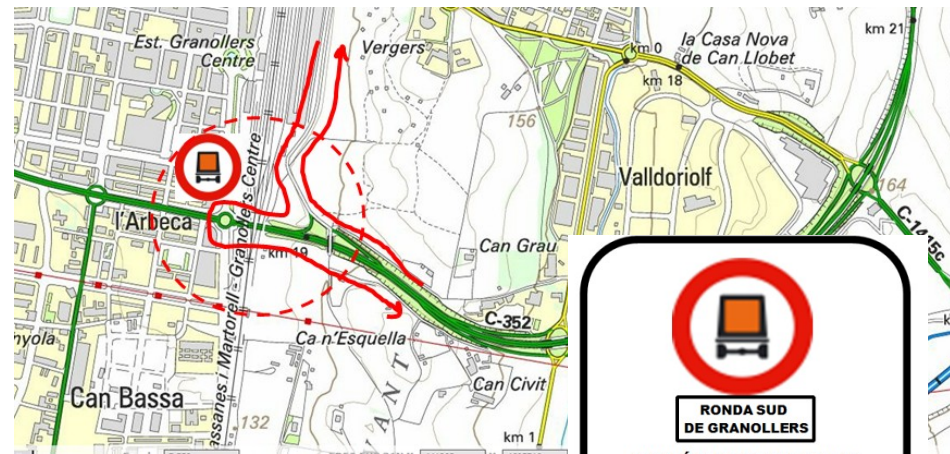 Est. Granollers
Centre
Vergers
km 0
la Casa Nova
de Can Llobet
km 21
km 18
156
Valldoriolf
164
l'Arbeca
Martorell - Granollers-Centre
km 19
Can Grau
C-1415c
C-352
Ca n'Esquella
Can Civit
Can Bassa
132
km 1
RONDA SUD
DE GRANOLLERS